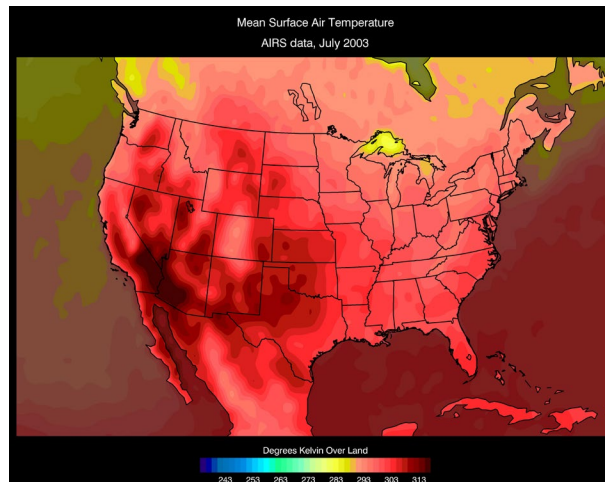 Mean Surface Air Temperature
AIRS data, July 2003
Degrees Kelvin Over Land
243 253 263 273 283 293 303 313